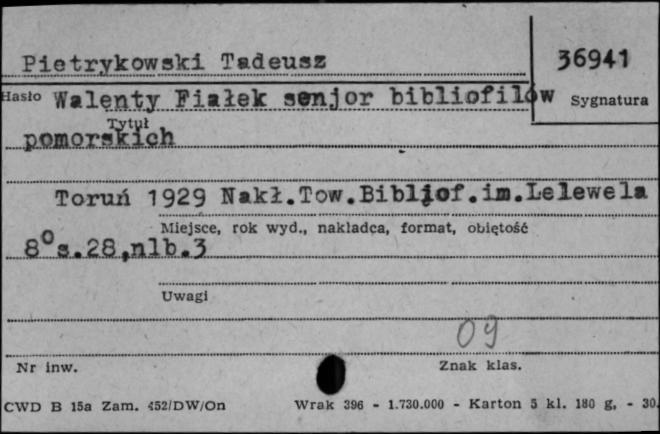 Pietrykowski Tadeusz
36941
Hasło Walenty Fiałek senjor bibliofilów
Sygnatura
Tytuł
pomorskich
Toruń 1929 Nakł.Tow.Bibljof.im.Lelewela
Miejsce, rok wyd., nakładca, format, objętość
8° s.28,nlb.3
Uwagi
09
Nr inw.
Znak klas.
CWD B 15a Zam. 452/DW/On Wrak 396 - 1.730.000 - Karton 5 kl. 180 g, - 30.